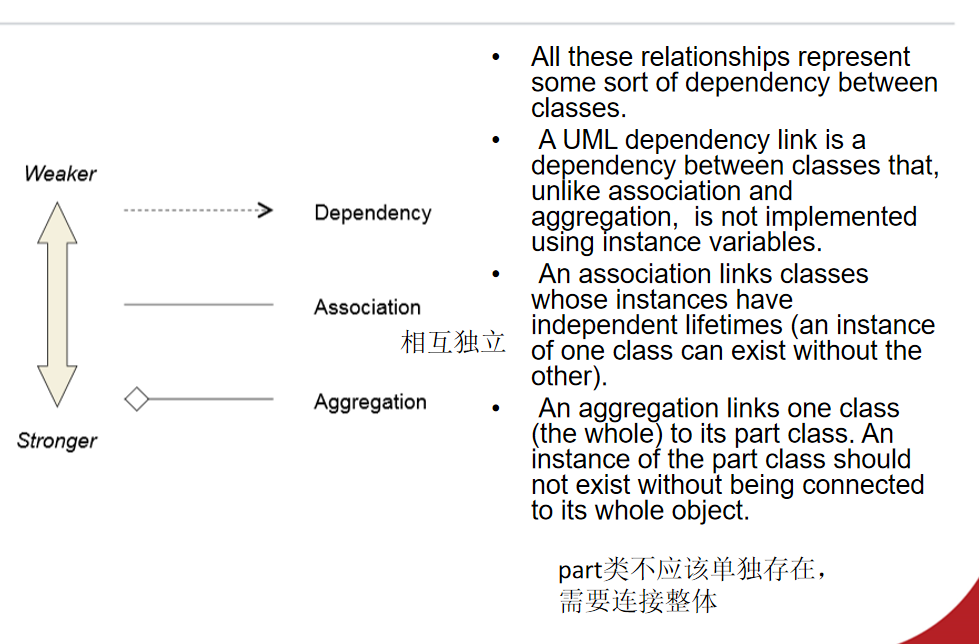 Weaker
Dependency
Association
相互独立
Aggregation
Stronger
• All these relationships represent
some sort of dependency between
classes.
• A UML dependency link is a
dependency between classes that,
unlike association and
aggregation, is not implemented
using instance variables.
• An association links classes
whose instances have
independent lifetimes (an instance
of one class can exist without the
other).
• An aggregation links one class
(the whole) to its part class. An
instance of the part class should
not exist without being connected
to its whole object.
part类不应该单独存在，
需要连接整体